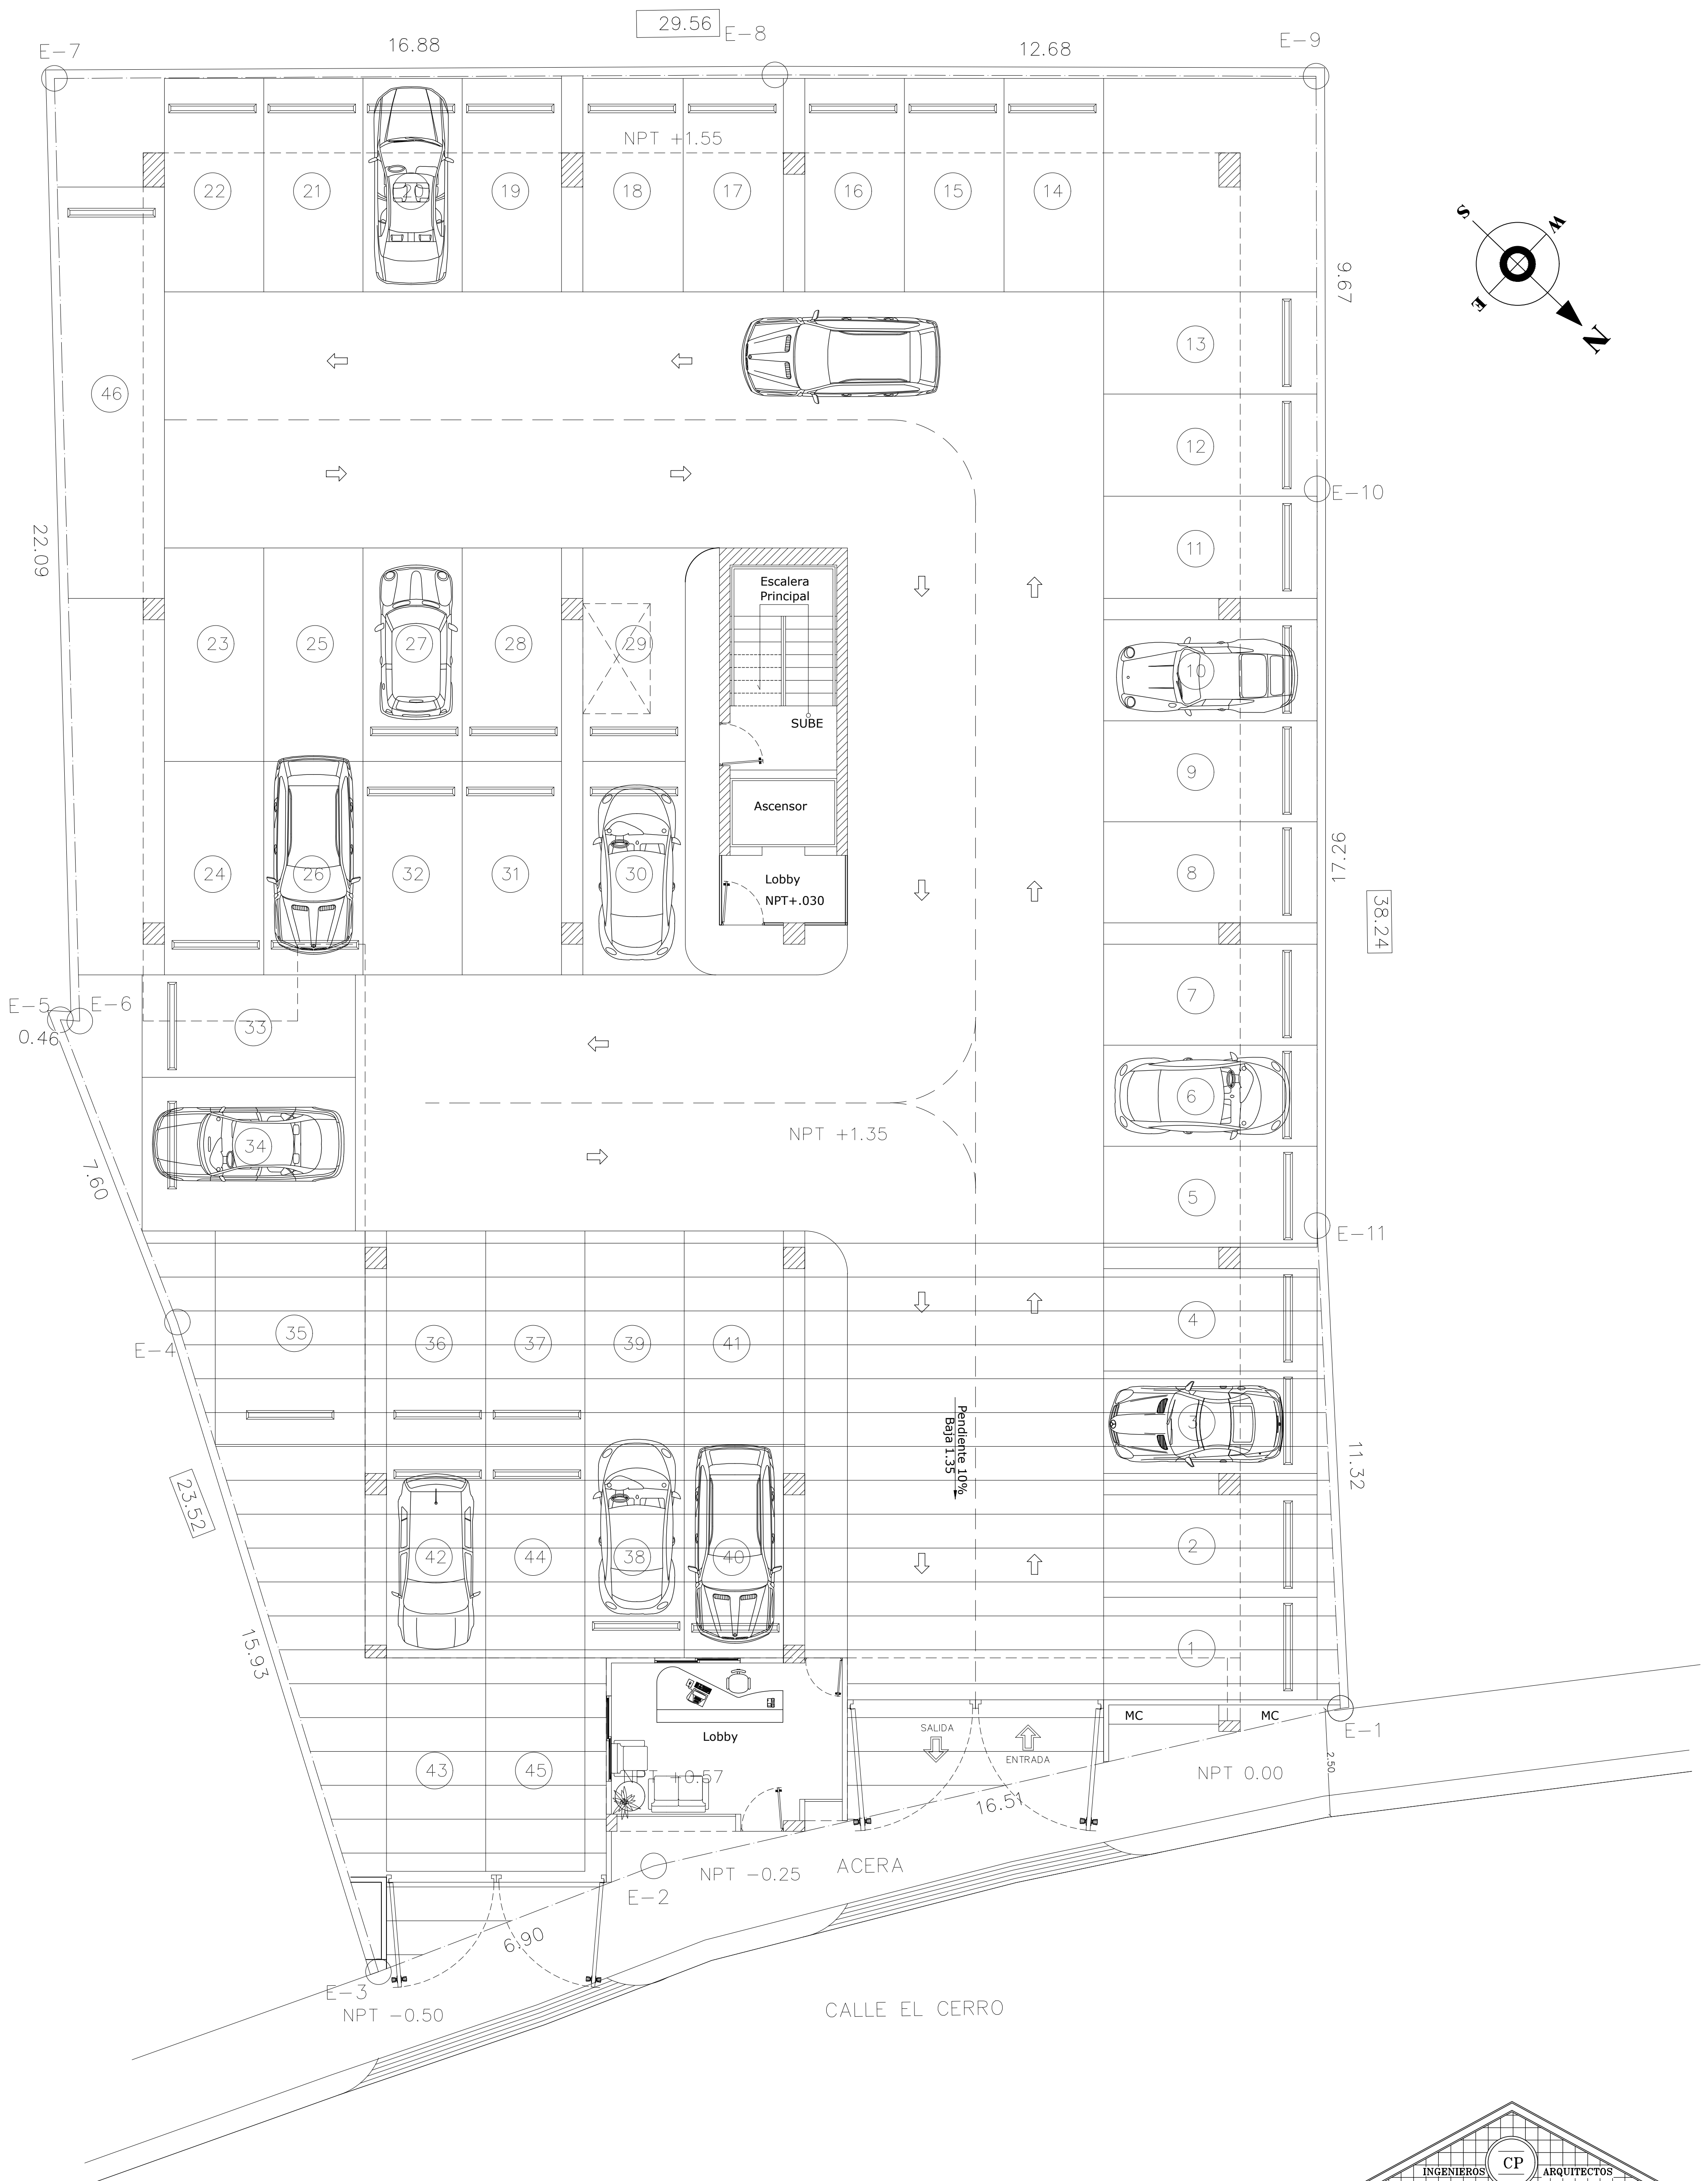 29.56
E-7
16.88
E-8
12.68
E-9
NPT +1.55
22
21
20
19
18
17
16
15
14
S
W
E
N
9.67
13
46
12
E-10
11
22.09
Escalera
Principal
23
25
27
28
29
10
SUBE
9
Ascensor
24
26
32
31
30
8
17.26
Lobby
NPT+.030
38.24
7
E-5
E-6
0.46
33
6
NPT +1.35
34
7.60
5
E-11
4
35
36
37
39
41
E-4
Pendiente 10%
Baja 1.35
3
11.32
23.52
42
44
38
40
2
15.93
1
Lobby
SALIDA
ENTRADA
MC
MC
E-1
43
45
NPT +0.57
2.50
NPT 0.00
16.51
ACERA
NPT -0.25
E-2
6.90
E-3
NPT -0.50
CALLE EL CERRO
CP
INGENIEROS
ARQUITECTOS